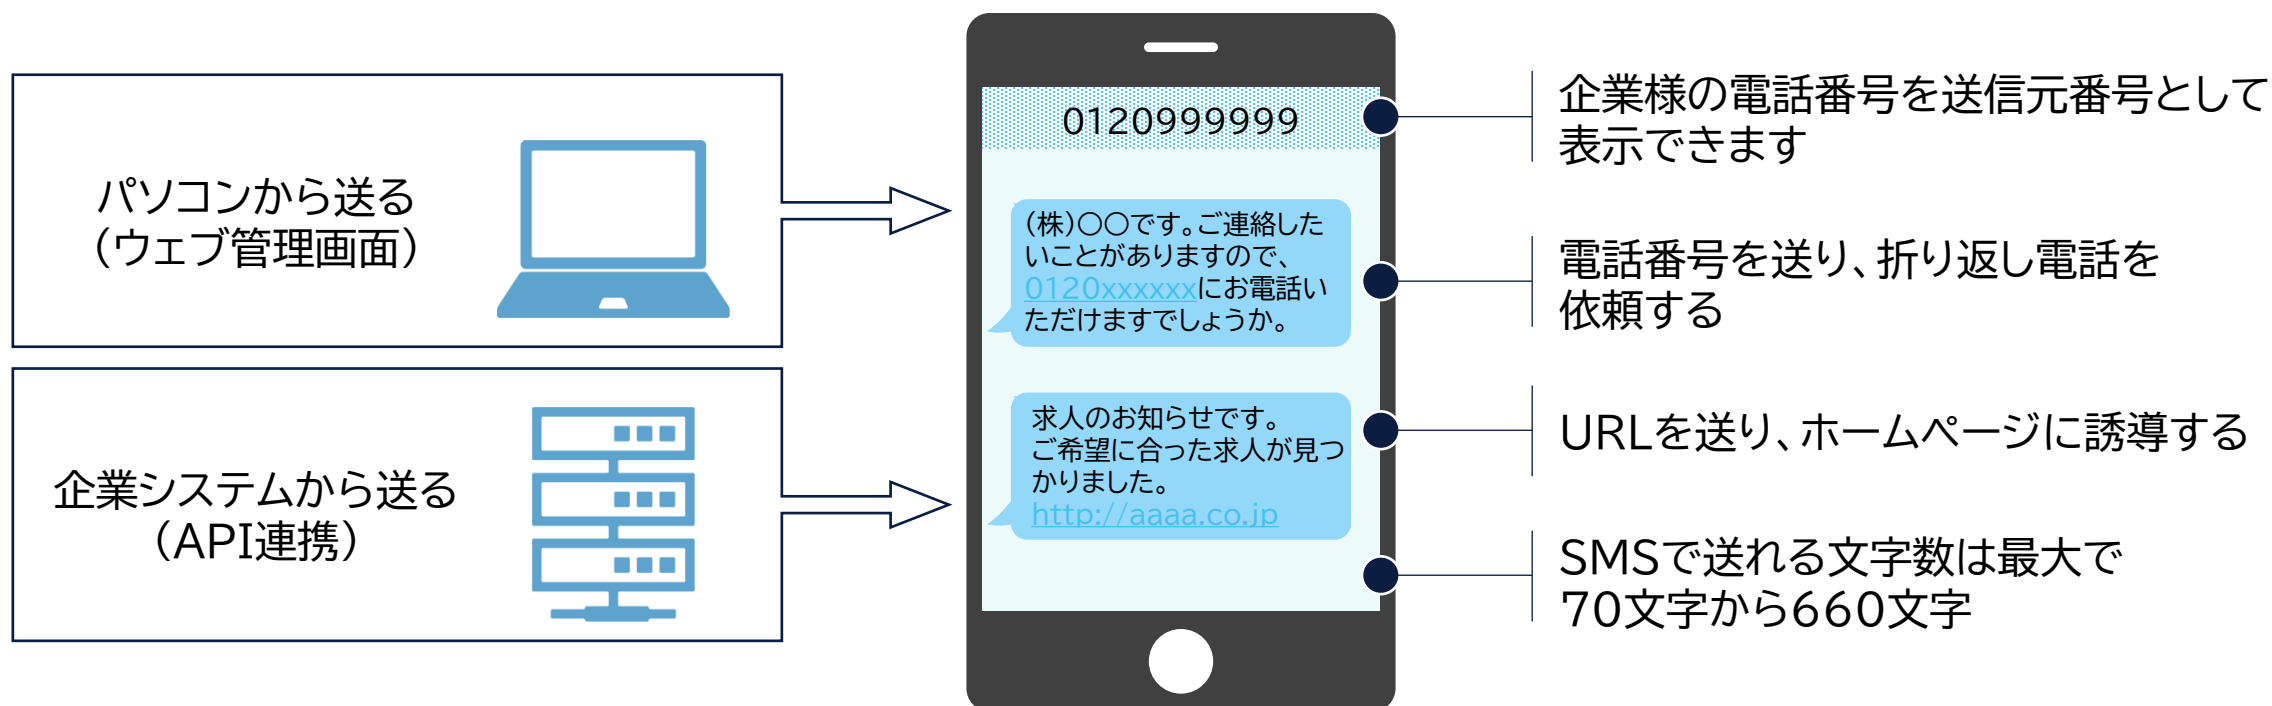 パソコンから送る
（ウェブ管理画面）
企業システムから送る
（API連携）
0120999999
（株）〇〇です。ご連絡した
いことがありますので、
0120xxxxxxにお電話い
ただけますでしょうか。
求人のお知らせです。
ご希望に合った求人が見つ
かりました。
http://aaaa.co.jp
企業様の電話番号を送信元番号として
表示できます
電話番号を送り、折り返し電話を
依頼する
URLを送り、ホームページに誘導する
SMSで送れる文字数は最大で
70文字から660文字